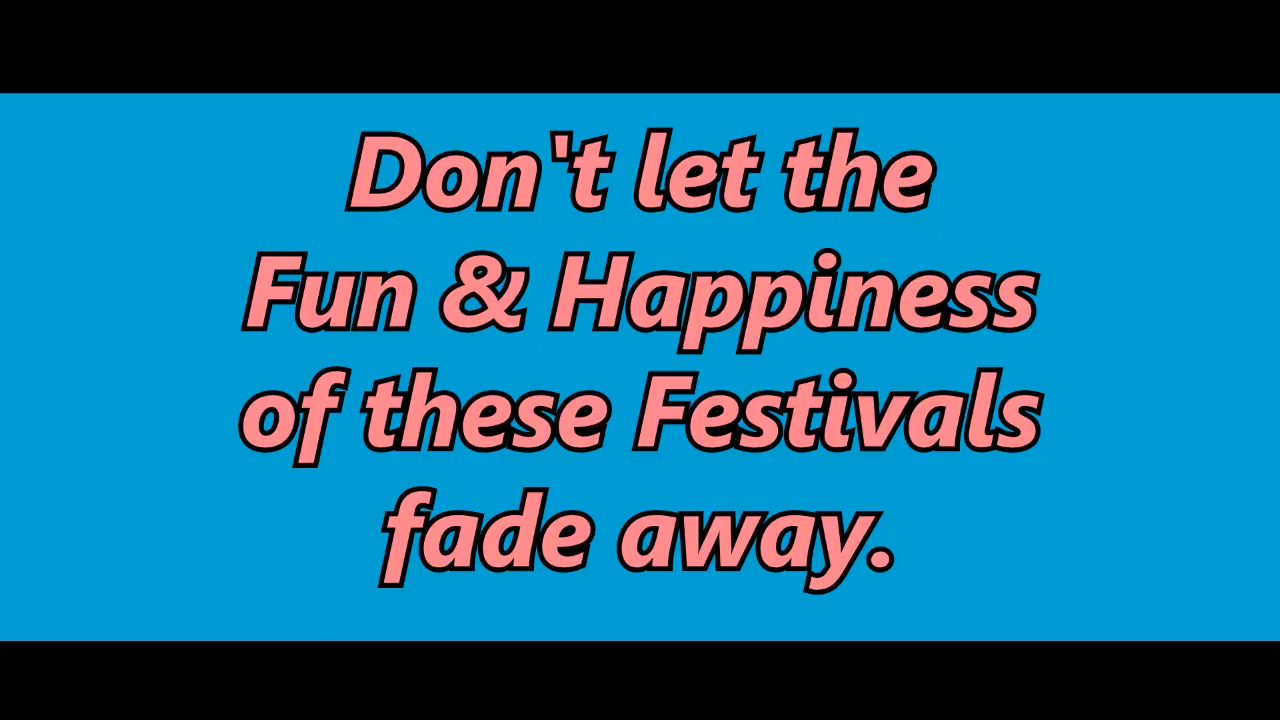 Don't let the
Fun & Happiness
of these Festivals
fade away.